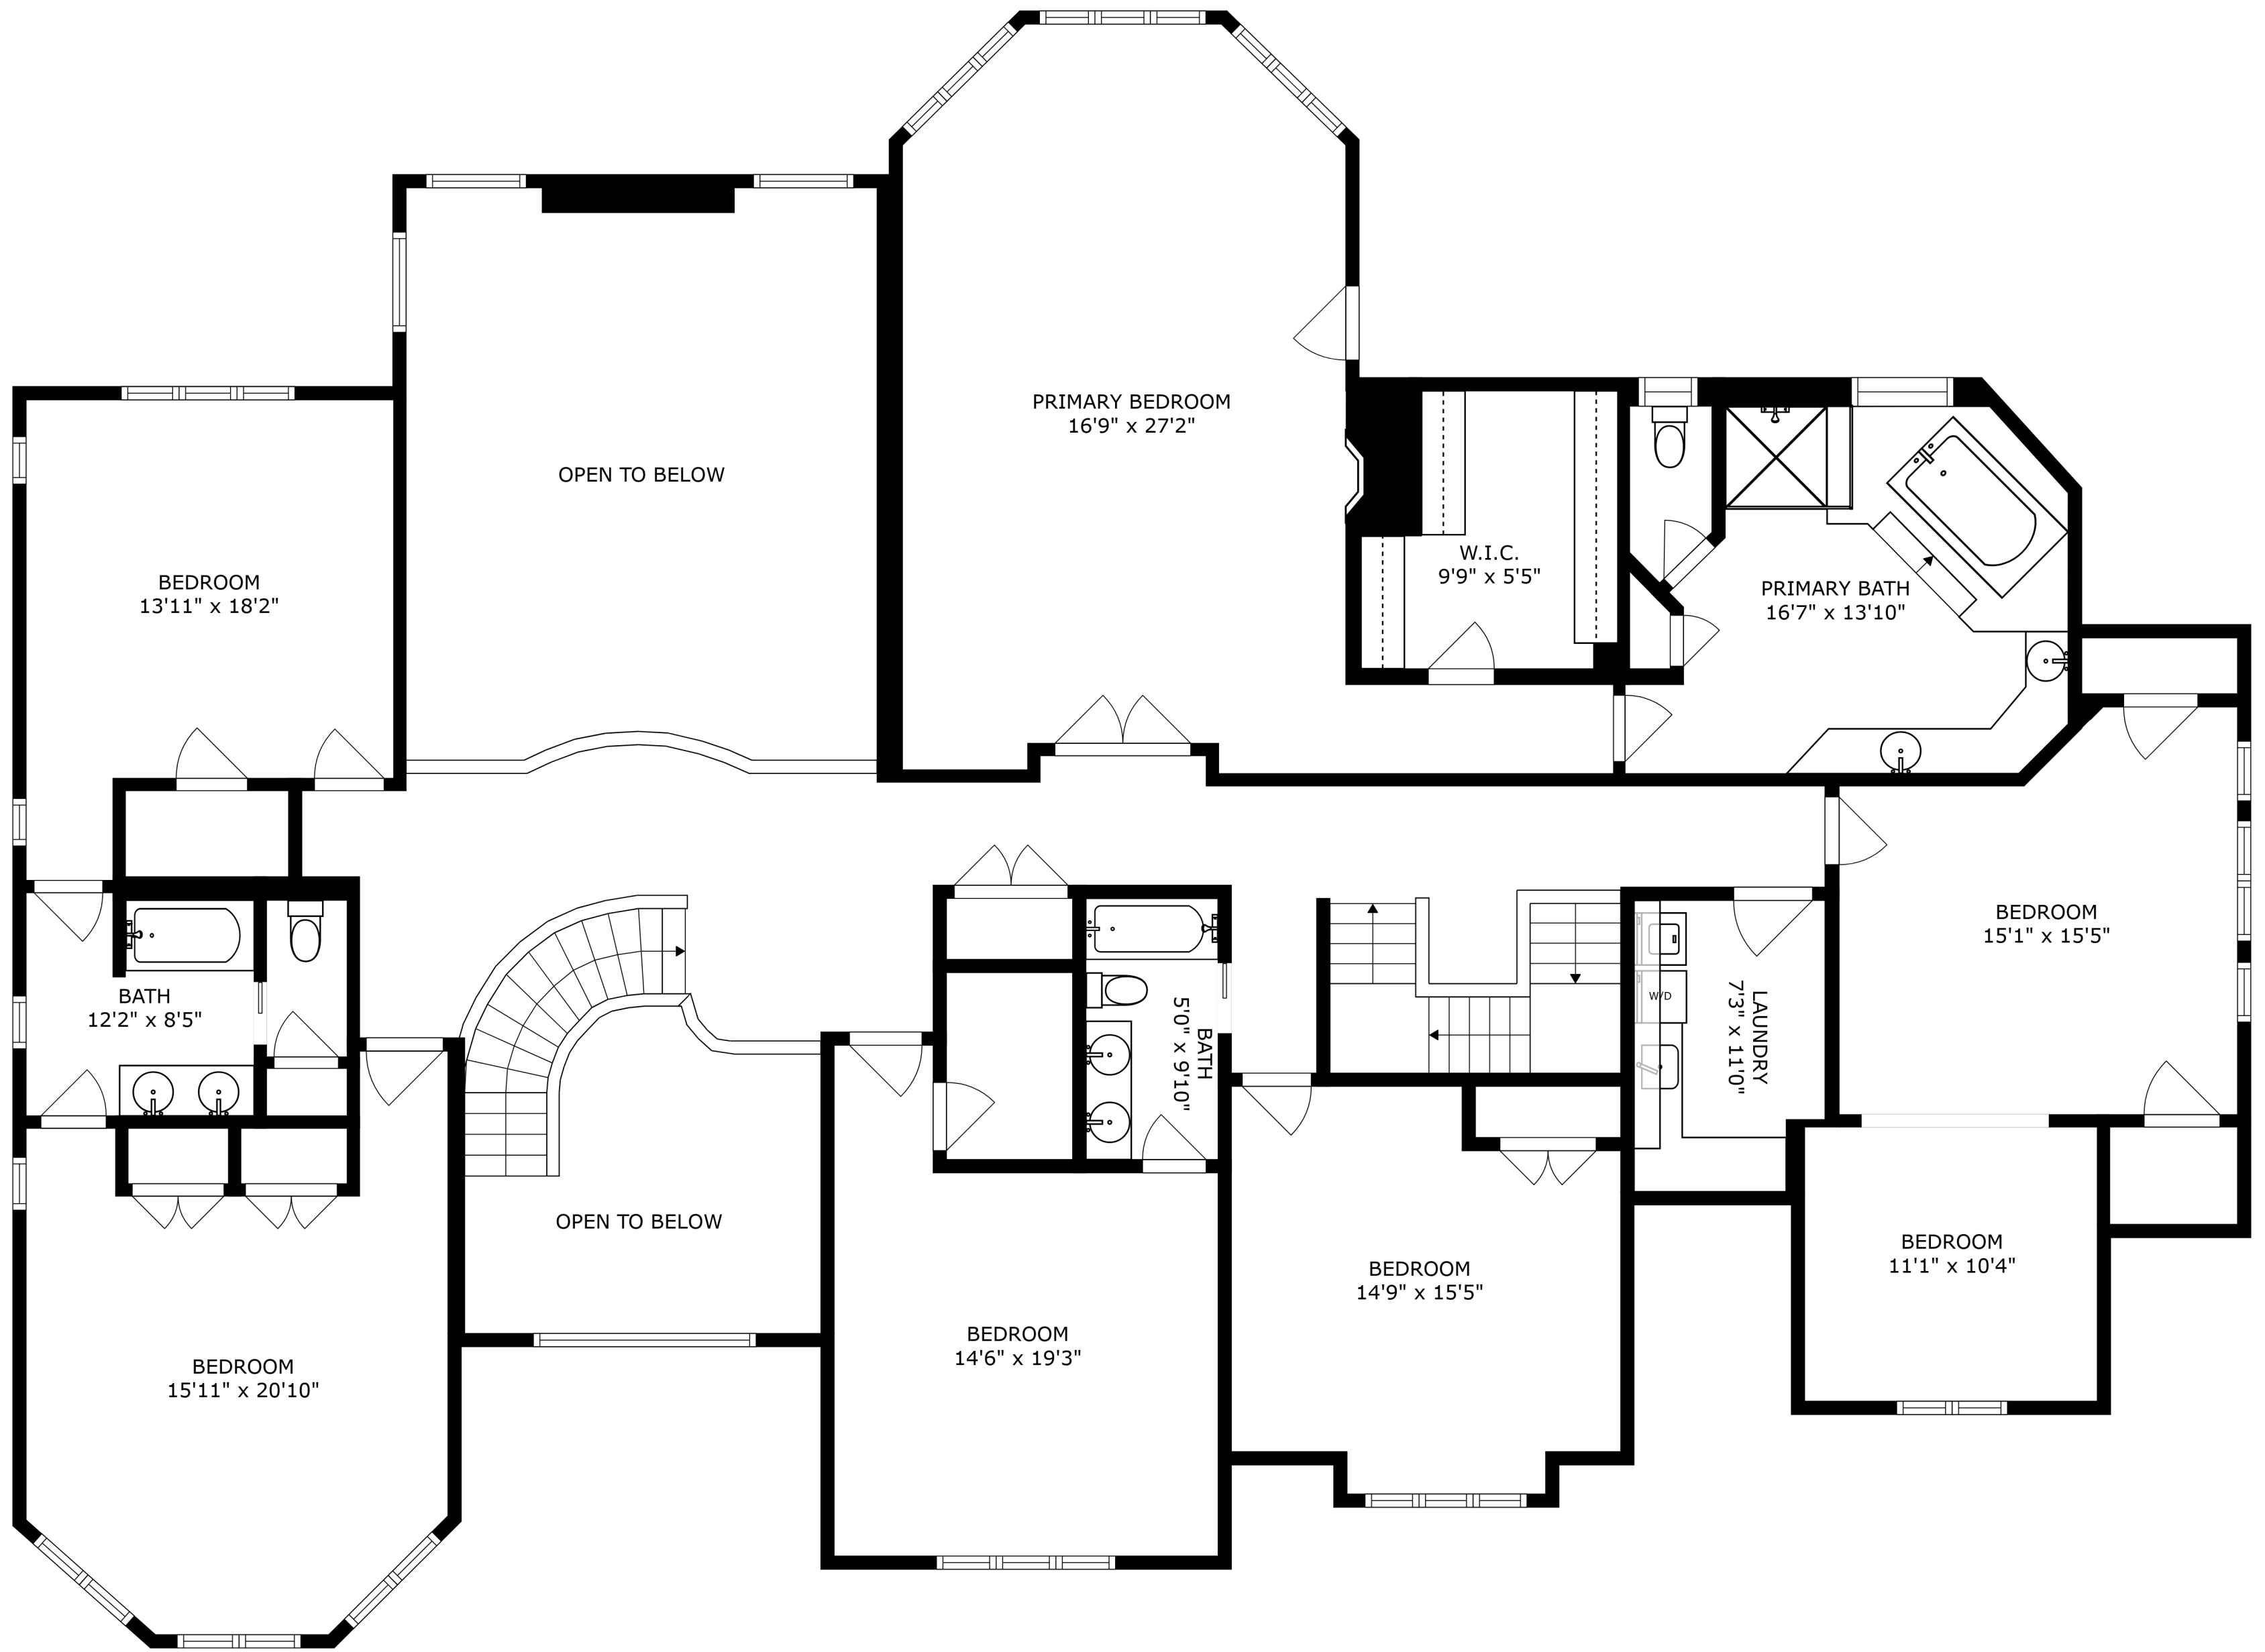 PRIMARY BEDROOM
16'9" x 27'2"
OPEN TO BELOW
W.I.C.
9'9" x 5'5"
PRIMARY BATH
16'7" x 13'10"
BEDROOM
13'11" x 18'2"
BEDROOM
15'1" x 15'5"
BATH
12'2" x 8'5"
BATH
5'0" x 9'10"
W/D
LAUNDRY
7'3" x 11'0"
OPEN TO BELOW
BEDROOM
11'1" x 10'4"
BEDROOM
14'9" x 15'5"
BEDROOM
14'6" x 19'3"
BEDROOM
15'11" x 20'10"